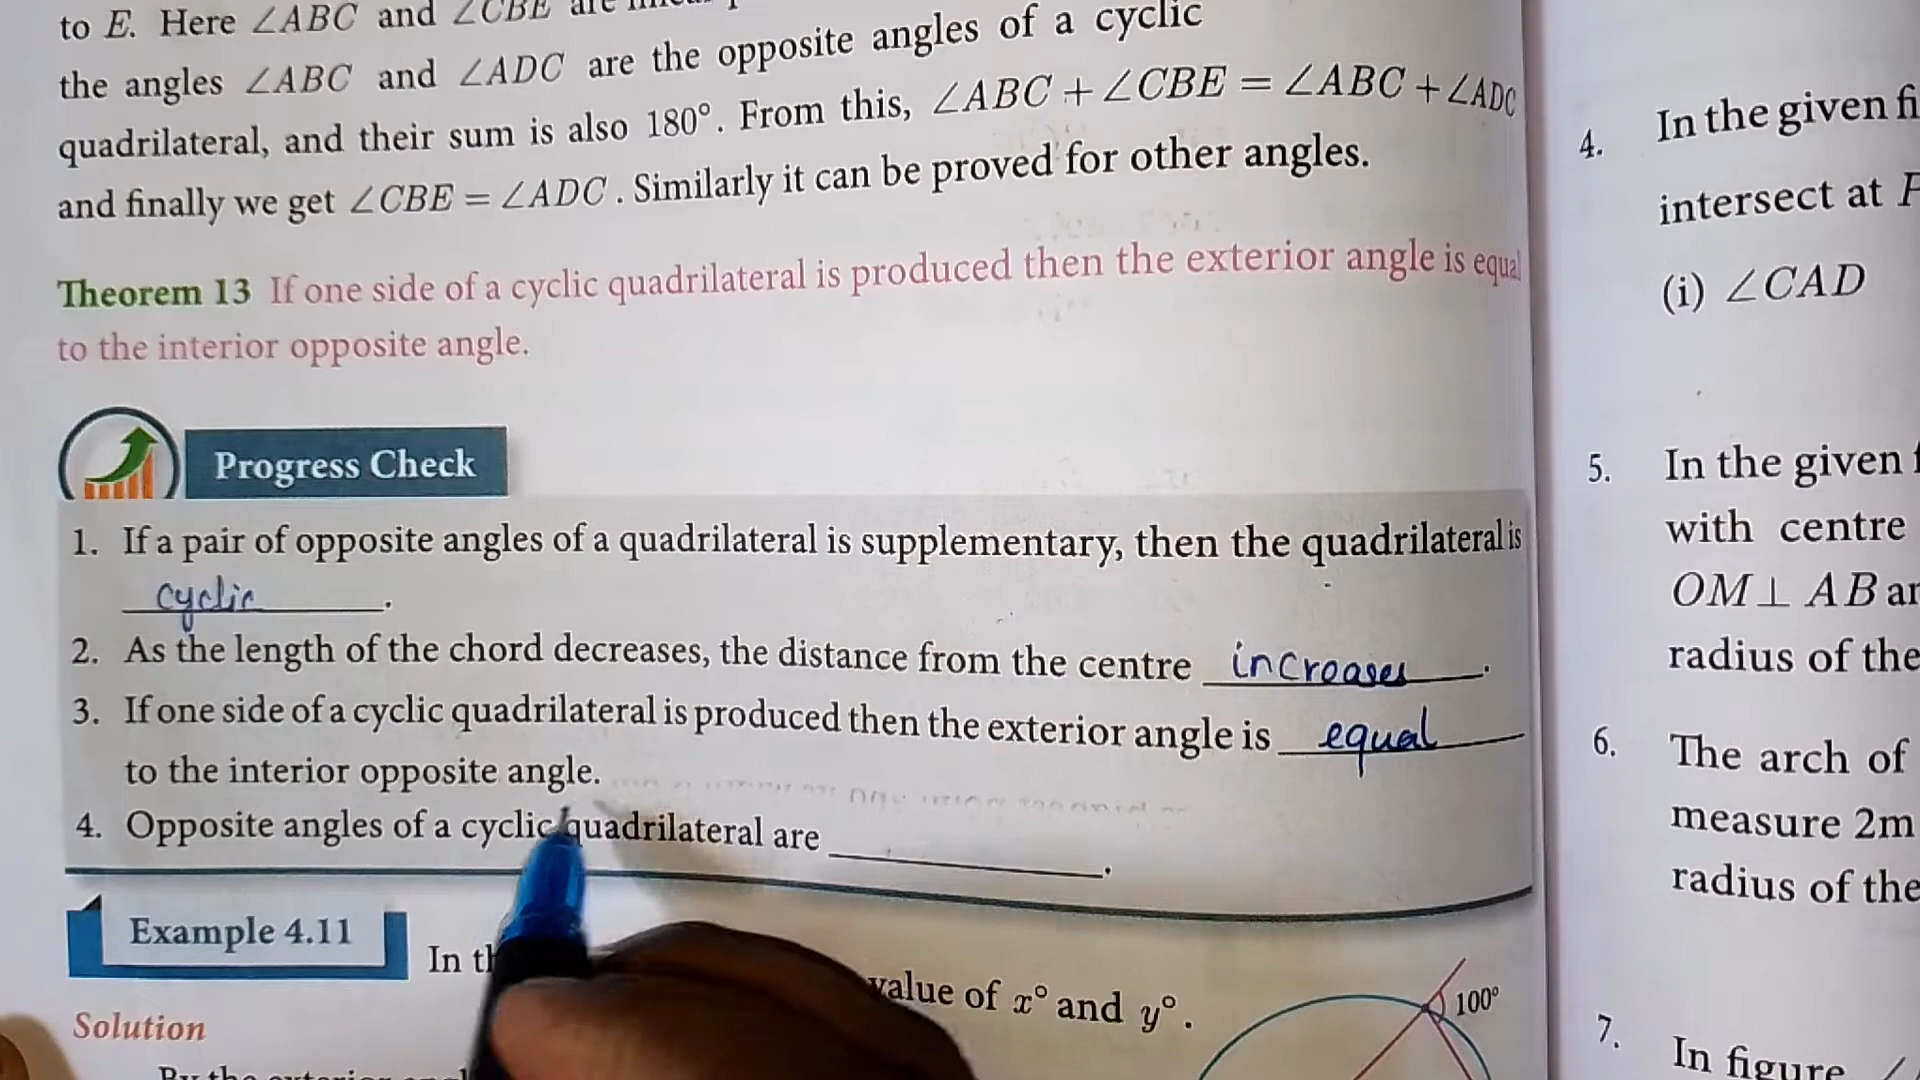 to E. Here ∠ABC and ∠CBE are
the angles ∠ABC and ∠ADC are the opposite angles of a cyclic
quadrilateral, and their sum is also 180°. From this, ∠ABC + ∠CBE = ∠ABC + ∠ADC
and finally we get ∠CBE = ∠ADC. Similarly it can be proved for other angles.
Theorem 13 If one side of a cyclic quadrilateral is produced then the exterior angle is equal
to the interior opposite angle.
Progress Check
1. If a pair of opposite angles of a quadrilateral is supplementary, then the quadrilateral is
cyclic.
2. As the length of the chord decreases, the distance from the centre increases.
3. If one side of a cyclic quadrilateral is produced then the exterior angle is equal
to the interior opposite angle.
4. Opposite angles of a cyclic quadrilateral are ____________.
Example 4.11 In value of x° and y°.
100°
Solution
By the
4. In the given
intersect at
(i) ∠CAD
5. In the given
with centre
OM ⊥ AB
radius of the
6. The arch of
measure 2m
radius of the
7. In figure